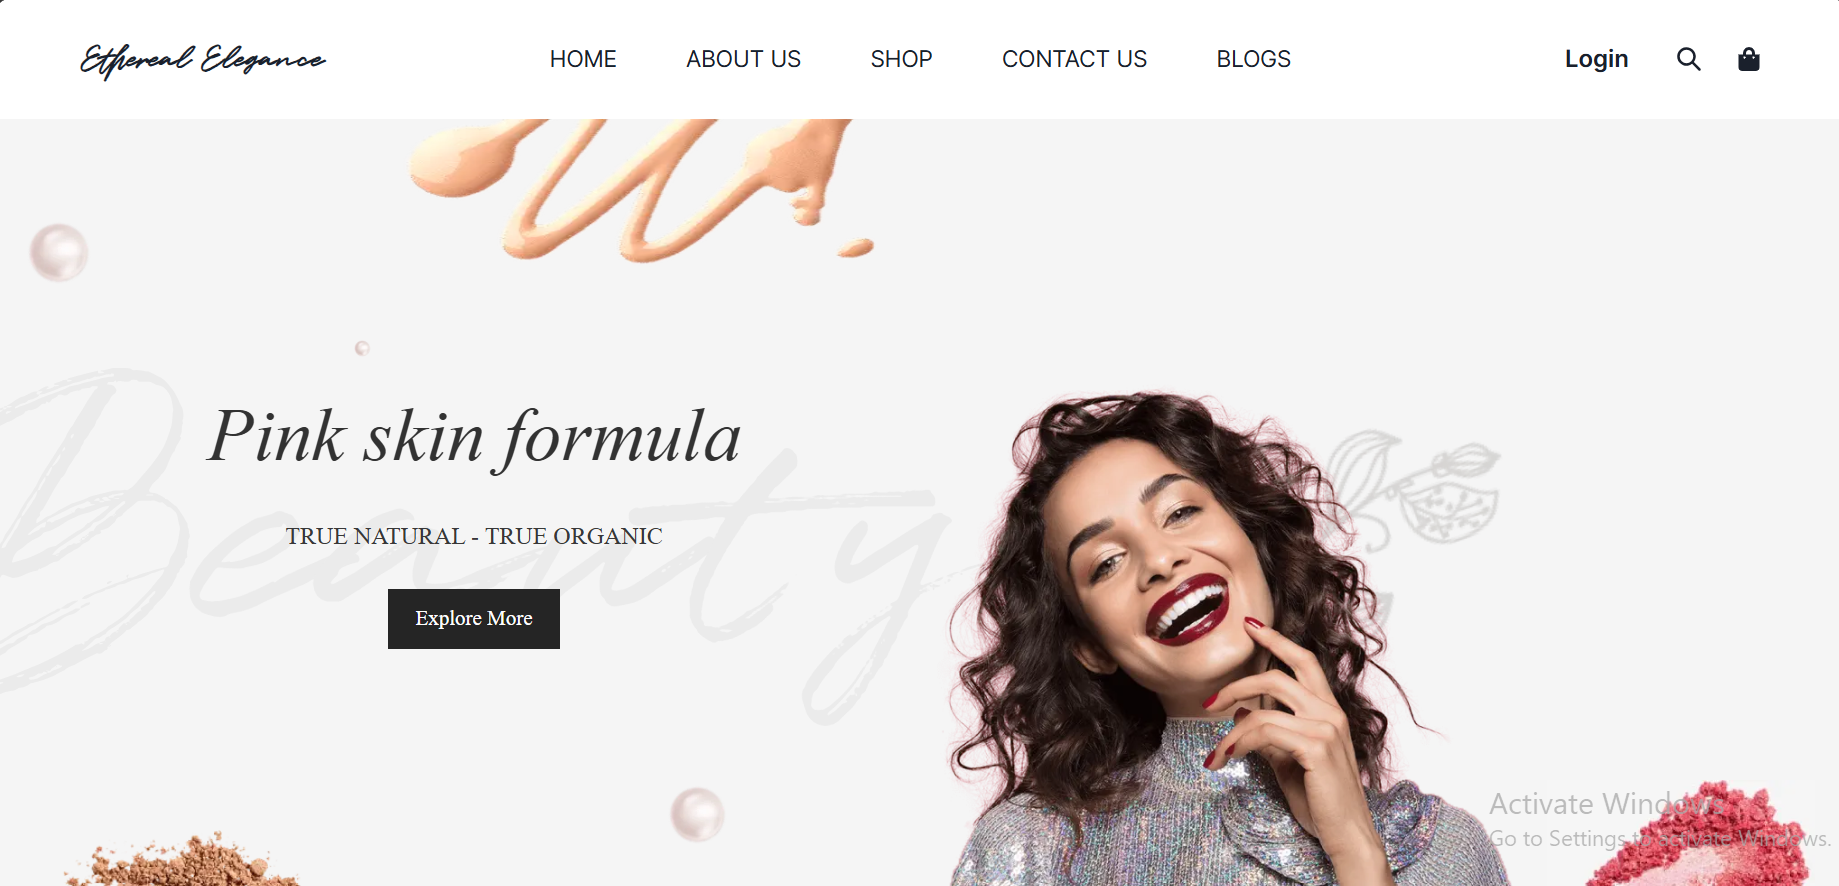 Ethereal Elegance
HOME
ABOUT US
SHOP
CONTACT US
BLOGS
Login
Beauty
Pink skin formula
TRUE NATURAL - TRUE ORGANIC
Explore More
Activate Windows
Go to Settings to activate Windows.